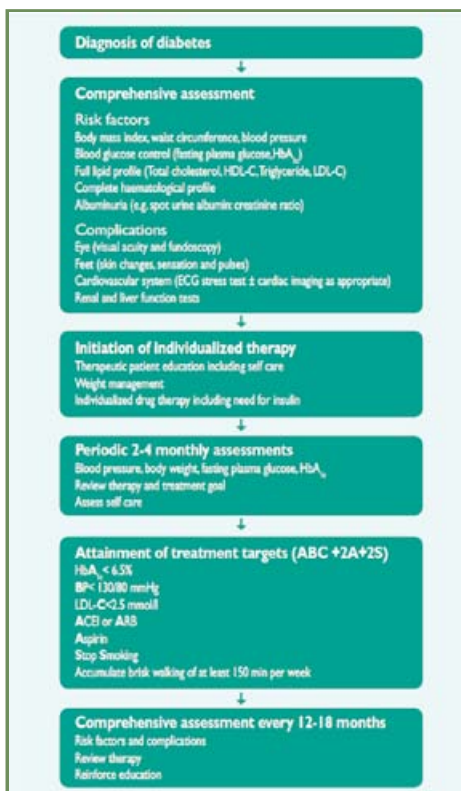 Diagnosis of diabetes
↓
Comprehensive assessment
Risk factors
Body mass index, waist circumference, blood pressure
Blood glucose control (fasting plasma glucose, HbA₁c)
Full lipid profile (Total cholesterol, HDL-C, Triglyceride, LDL-C)
Complete haematological profile
Albuminuria (e.g. spot urine albumin: creatinine ratio)
Complications
Eye (visual acuity and fundoscopy)
Feet (skin changes, sensation and pulses)
Cardiovascular system (ECG stress test ± cardiac imaging as appropriate)
Renal and liver function tests
↓
Initiation of individualized therapy
Therapeutic patient education including self care
Weight management
Individualized drug therapy including need for insulin
↓
Periodic 2-4 monthly assessments
Blood pressure, body weight, fasting plasma glucose, HbA₁c
Review therapy and treatment goal
Assess self care
↓
Attainment of treatment targets (ABC +2A+2S)
HbA₁c < 6.5%
BP< 130/80 mmHg
LDL-C<2.5 mmol/l
ACEI or ARB
Aspirin
Stop Smoking
Accumulate brisk walking of at least 150 min per week
↓
Comprehensive assessment every 12-18 months
Risk factors and complications
Review therapy
Reinforce education